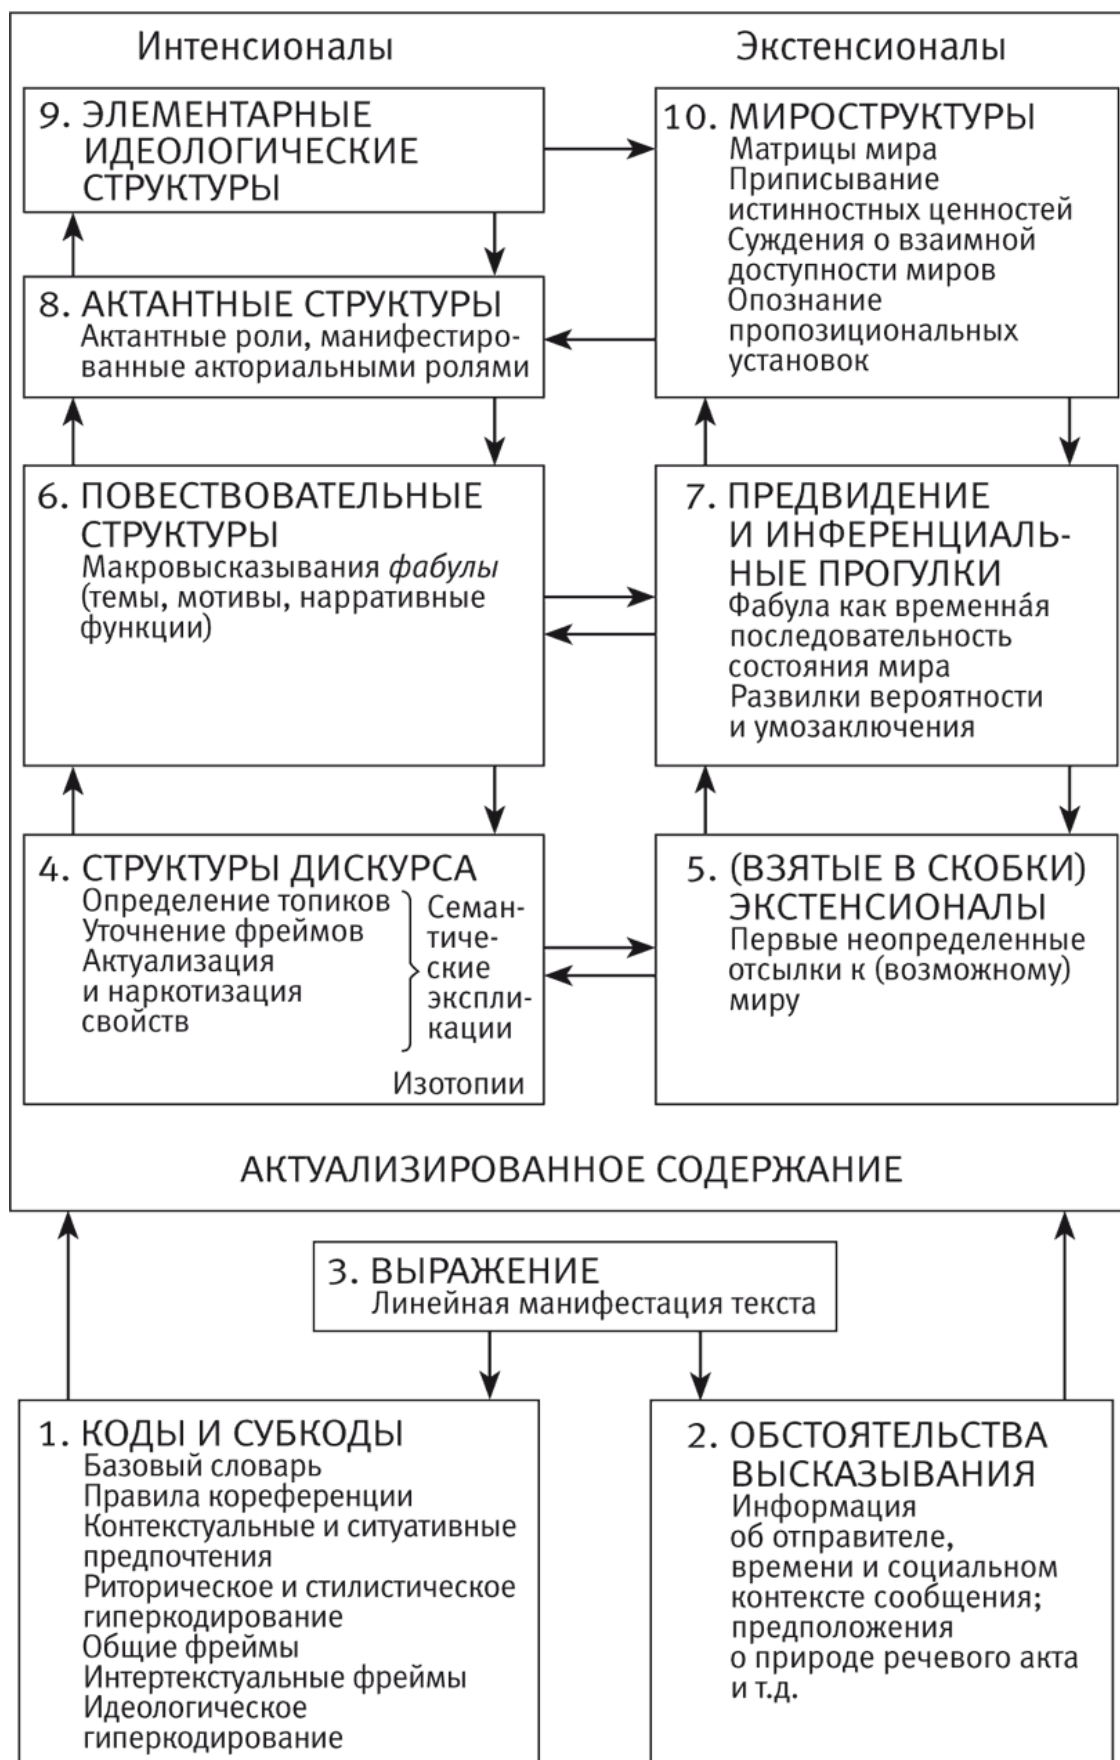 Интенсионалы
Экстенсионалы
9. ЭЛЕМЕНТАРНЫЕ
ИДЕОЛОГИЧЕСКИЕ
СТРУКТУРЫ
10. МИРОСТРУКТУРЫ
Матрицы мира
Приписывание
истинностных ценностей
Суждения о взаимной
доступности миров
Опознание
пропозициональных
установок
8. АКТАНТНЫЕ СТРУКТУРЫ
Актантные роли, манифестиро-
ванные акториальными ролями
6. ПОВЕСТВОВАТЕЛЬНЫЕ
СТРУКТУРЫ
Макровысказывания фабулы
(темы, мотивы, нарративные
функции)
7. ПРЕДВИДЕНИЕ
И ИНФЕРЕНЦИАЛЬ-
НЫЕ ПРОГУЛКИ
Фабула как временна́я
последовательность
состояния мира
Развилки вероятности
и умозаключения
4. СТРУКТУРЫ ДИСКУРСА
Определение топиков
Уточнение фреймов
Актуализация
и наркотизация
свойств
Семан-
тиче-
ские
экспли-
кации
Изотопии
5. (ВЗЯТЫЕ В СКОБКИ)
ЭКСТЕНСИОНАЛЫ
Первые неопределенные
отсылки к (возможному)
миру
АКТУАЛИЗИРОВАННОЕ СОДЕРЖАНИЕ
3. ВЫРАЖЕНИЕ
Линейная манифестация текста
1. КОДЫ И СУБКОДЫ
Базовый словарь
Правила кореференции
Контекстуальные и ситуативные
предпочтения
Риторическое и стилистическое
гиперкодирование
Общие фреймы
Интертекстуальные фреймы
Идеологическое
гиперкодирование
2. ОБСТОЯТЕЛЬСТВА
ВЫСКАЗЫВАНИЯ
Информация
об отправителе,
времени и социальном
контексте сообщения;
предположения
о природе речевого акта
и т.д.